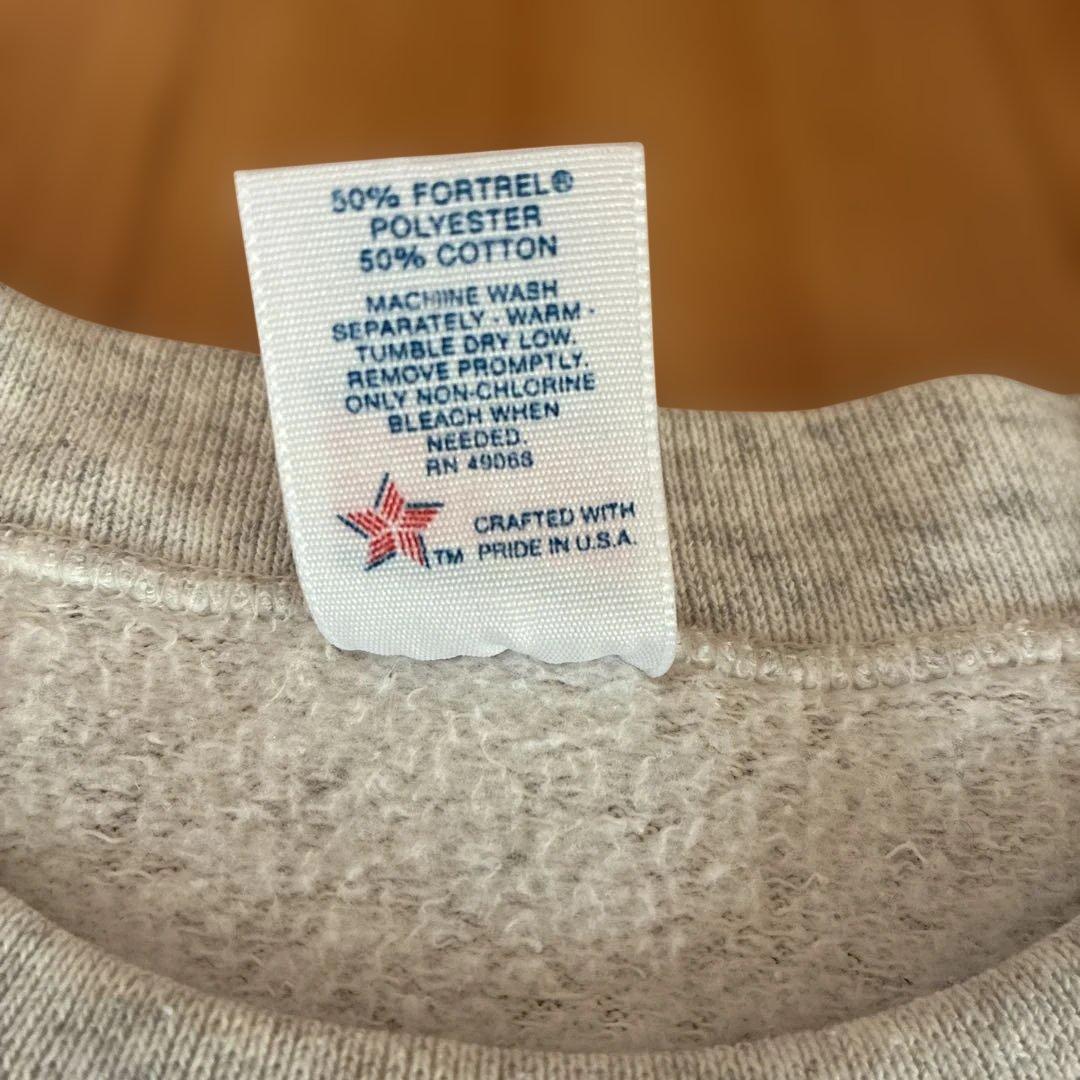 50% FORTREL®
POLYESTER
50% COTTON
MACHINE WASH
SEPARATELY - WARM -
TUMBLE DRY LOW.
REMOVE PROMPTLY.
ONLY NON-CHLORINE
BLEACH WHEN
NEEDED.
RN 49068
CRAFTED WITH
TM PRIDE IN U.S.A.